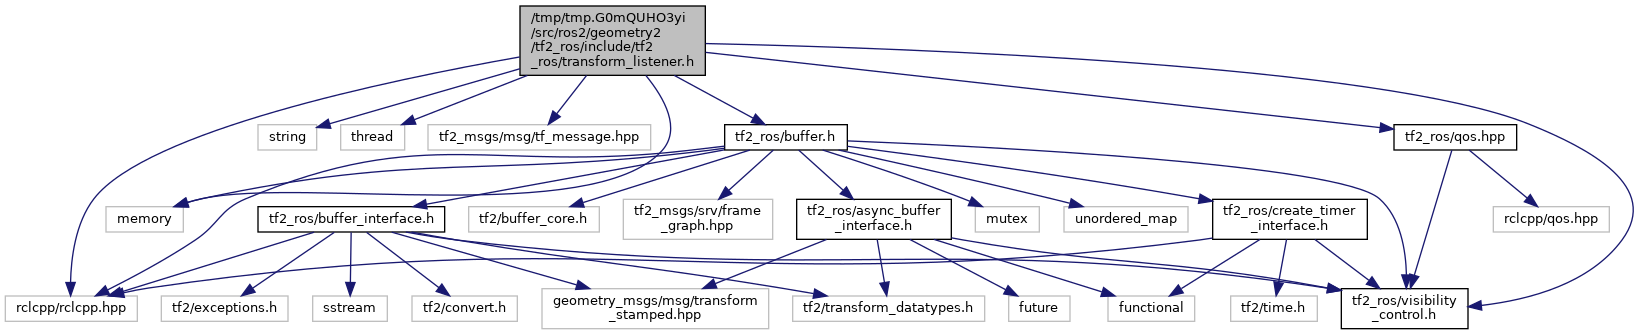 /tmp/tmp.G0mQUHO3yi
/src/ros2/geometry2
/tf2_ros/include/tf2
_ros/transform_listener.h
string
thread
tf2_msgs/msg/tf_message.hpp
tf2_ros/buffer.h
tf2_ros/qos.hpp
memory
tf2_ros/buffer_interface.h
tf2/buffer_core.h
tf2_msgs/srv/frame
_graph.hpp
tf2_ros/async_buffer
_interface.h
mutex
unordered_map
tf2_ros/create_timer
_interface.h
rclcpp/qos.hpp
rclcpp/rclcpp.hpp
tf2/exceptions.h
sstream
tf2/convert.h
geometry_msgs/msg/transform
_stamped.hpp
tf2/transform_datatypes.h
future
functional
tf2/time.h
tf2_ros/visibility
_control.h